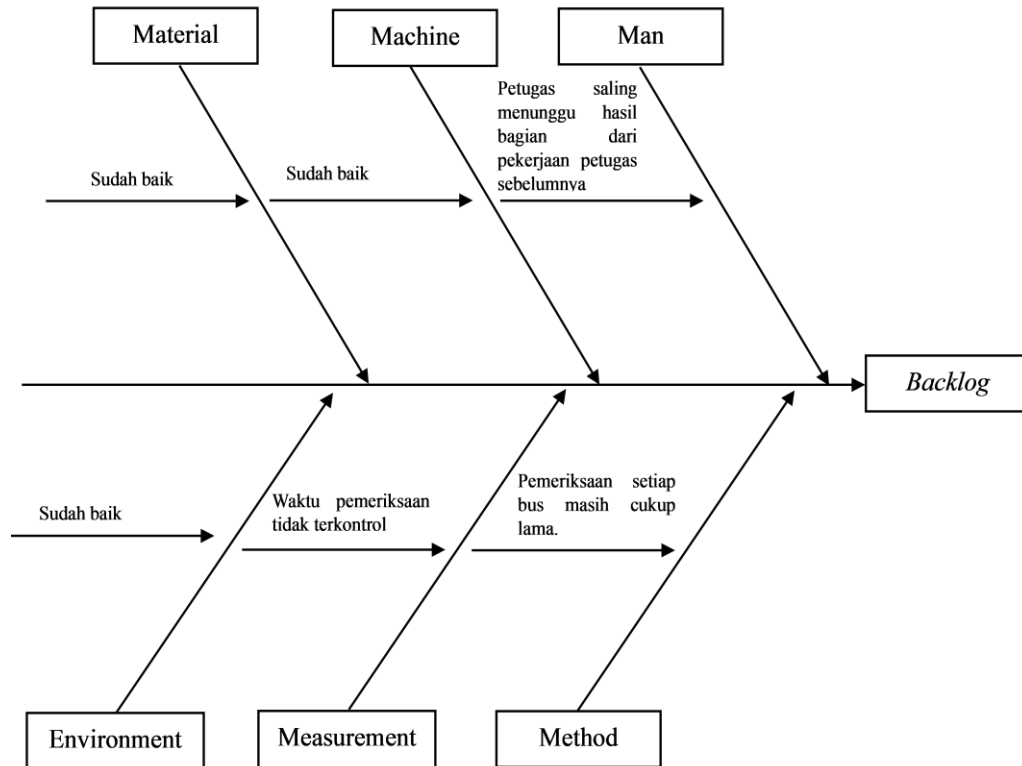 Material
Machine
Man
Petugas saling
menunggu hasil
bagian dari
pekerjaan petugas
sebelumnya
Sudah baik
Sudah baik
Backlog
Sudah baik
Waktu pemeriksaan
tidak terkontrol
Pemeriksaan setiap
bus masih cukup
lama.
Environment
Measurement
Method